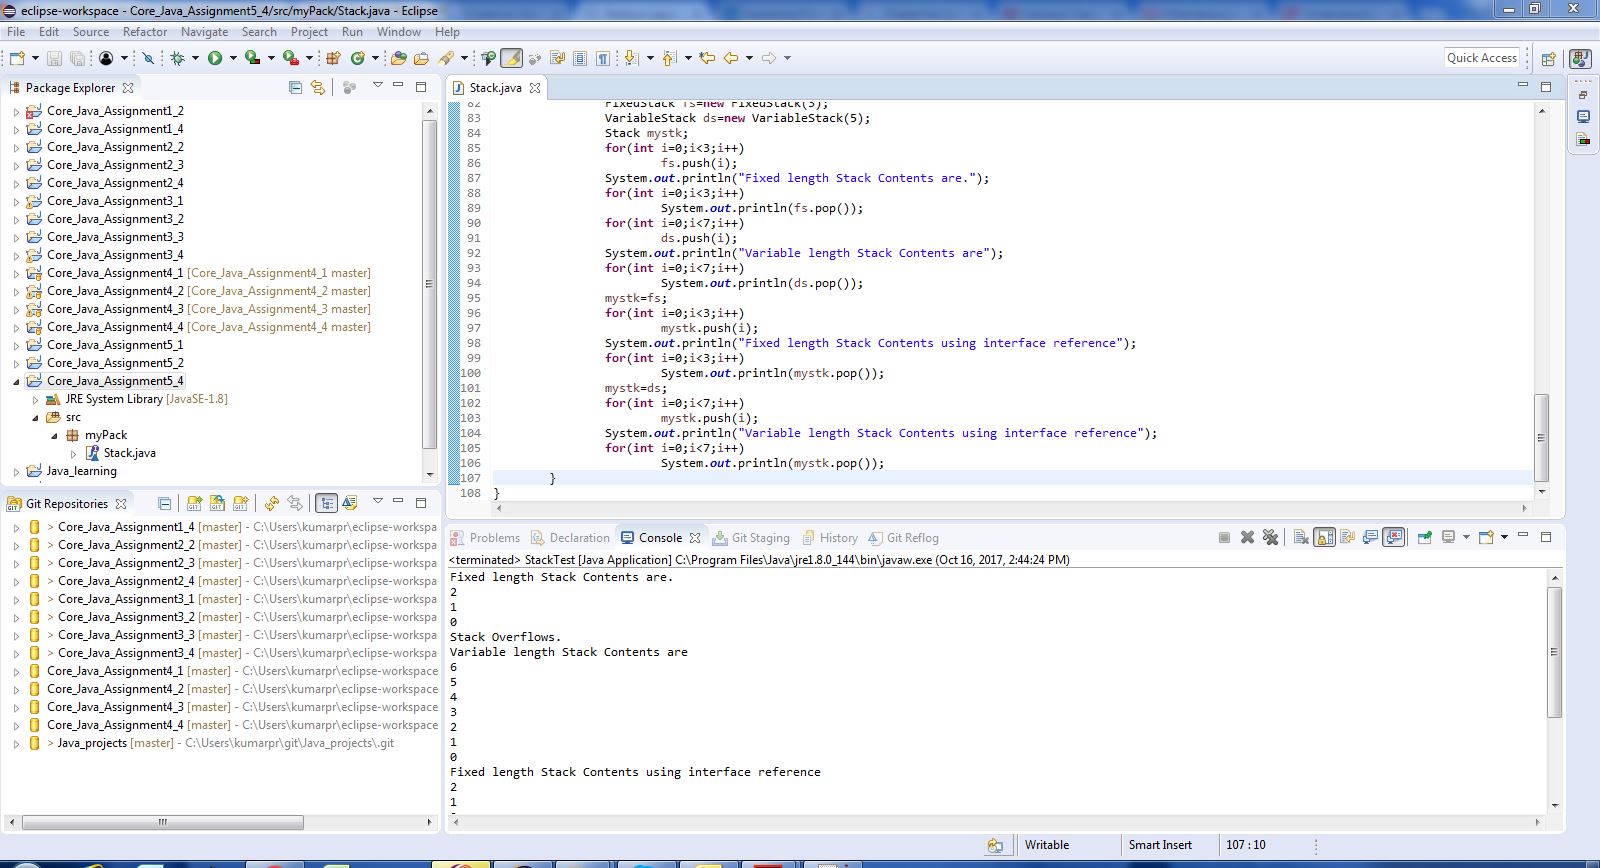 eclipse-workspace - Core_Java_Assignment5_4/src/myPack/Stack.java - Eclipse
File Edit Source Refactor Navigate Search Project Run Window Help
Quick Access
Package Explorer
Core_Java_Assignment1_2
Core_Java_Assignment1_4
Core_Java_Assignment2_2
Core_Java_Assignment2_3
Core_Java_Assignment2_4
Core_Java_Assignment3_1
Core_Java_Assignment3_2
Core_Java_Assignment3_3
Core_Java_Assignment3_4
Core_Java_Assignment4_1 [Core_Java_Assignment4_1 master]
Core_Java_Assignment4_2 [Core_Java_Assignment4_2 master]
Core_Java_Assignment4_3 [Core_Java_Assignment4_3 master]
Core_Java_Assignment4_4 [Core_Java_Assignment4_4 master]
Core_Java_Assignment5_1
Core_Java_Assignment5_2
Core_Java_Assignment5_4
JRE System Library [JavaSE-1.8]
src
myPack
Stack.java
Java_learning
Git Repositories
> Core_Java_Assignment1_4 [master] - C:\Users\kumarpr\eclipse-workspa
> Core_Java_Assignment2_2 [master] - C:\Users\kumarpr\eclipse-workspa
> Core_Java_Assignment2_3 [master] - C:\Users\kumarpr\eclipse-workspa
> Core_Java_Assignment2_4 [master] - C:\Users\kumarpr\eclipse-workspa
> Core_Java_Assignment3_1 [master] - C:\Users\kumarpr\eclipse-workspa
> Core_Java_Assignment3_2 [master] - C:\Users\kumarpr\eclipse-workspa
> Core_Java_Assignment3_3 [master] - C:\Users\kumarpr\eclipse-workspa
> Core_Java_Assignment3_4 [master] - C:\Users\kumarpr\eclipse-workspa
Core_Java_Assignment4_1 [master] - C:\Users\kumarpr\eclipse-workspace
Core_Java_Assignment4_2 [master] - C:\Users\kumarpr\eclipse-workspace
Core_Java_Assignment4_3 [master] - C:\Users\kumarpr\eclipse-workspace
Core_Java_Assignment4_4 [master] - C:\Users\kumarpr\eclipse-workspace
> Java_projects [master] - C:\Users\kumarpr\git\Java_projects\.git
Stack.java
82 FixedStack fs=new FixedStack(3);
83 VariableStack ds=new VariableStack(5);
84 Stack mystk;
85 for(int i=0;i<3;i++)
86 fs.push(i);
87 System.out.println("Fixed length Stack Contents are.");
88 for(int i=0;i<3;i++)
89 System.out.println(fs.pop());
90 for(int i=0;i<7;i++)
91 ds.push(i);
92 System.out.println("Variable length Stack Contents are");
93 for(int i=0;i<7;i++)
94 System.out.println(ds.pop());
95 mystk=fs;
96 for(int i=0;i<3;i++)
97 mystk.push(i);
98 System.out.println("Fixed length Stack Contents using interface reference");
99 for(int i=0;i<3;i++)
100 System.out.println(mystk.pop());
101 mystk=ds;
102 for(int i=0;i<7;i++)
103 mystk.push(i);
104 System.out.println("Variable length Stack Contents using interface reference");
105 for(int i=0;i<7;i++)
106 System.out.println(mystk.pop());
107 }
108 }
Problems Declaration Console Git Staging History Git Reflog
<terminated> StackTest [Java Application] C:\Program Files\Java\jre1.8.0_144\bin\javaw.exe (Oct 16, 2017, 2:44:24 PM)
Fixed length Stack Contents are.
2
1
0
Stack Overflows.
Variable length Stack Contents are
6
5
4
3
2
1
0
Fixed length Stack Contents using interface reference
2
1
Writable Smart Insert 107 : 10